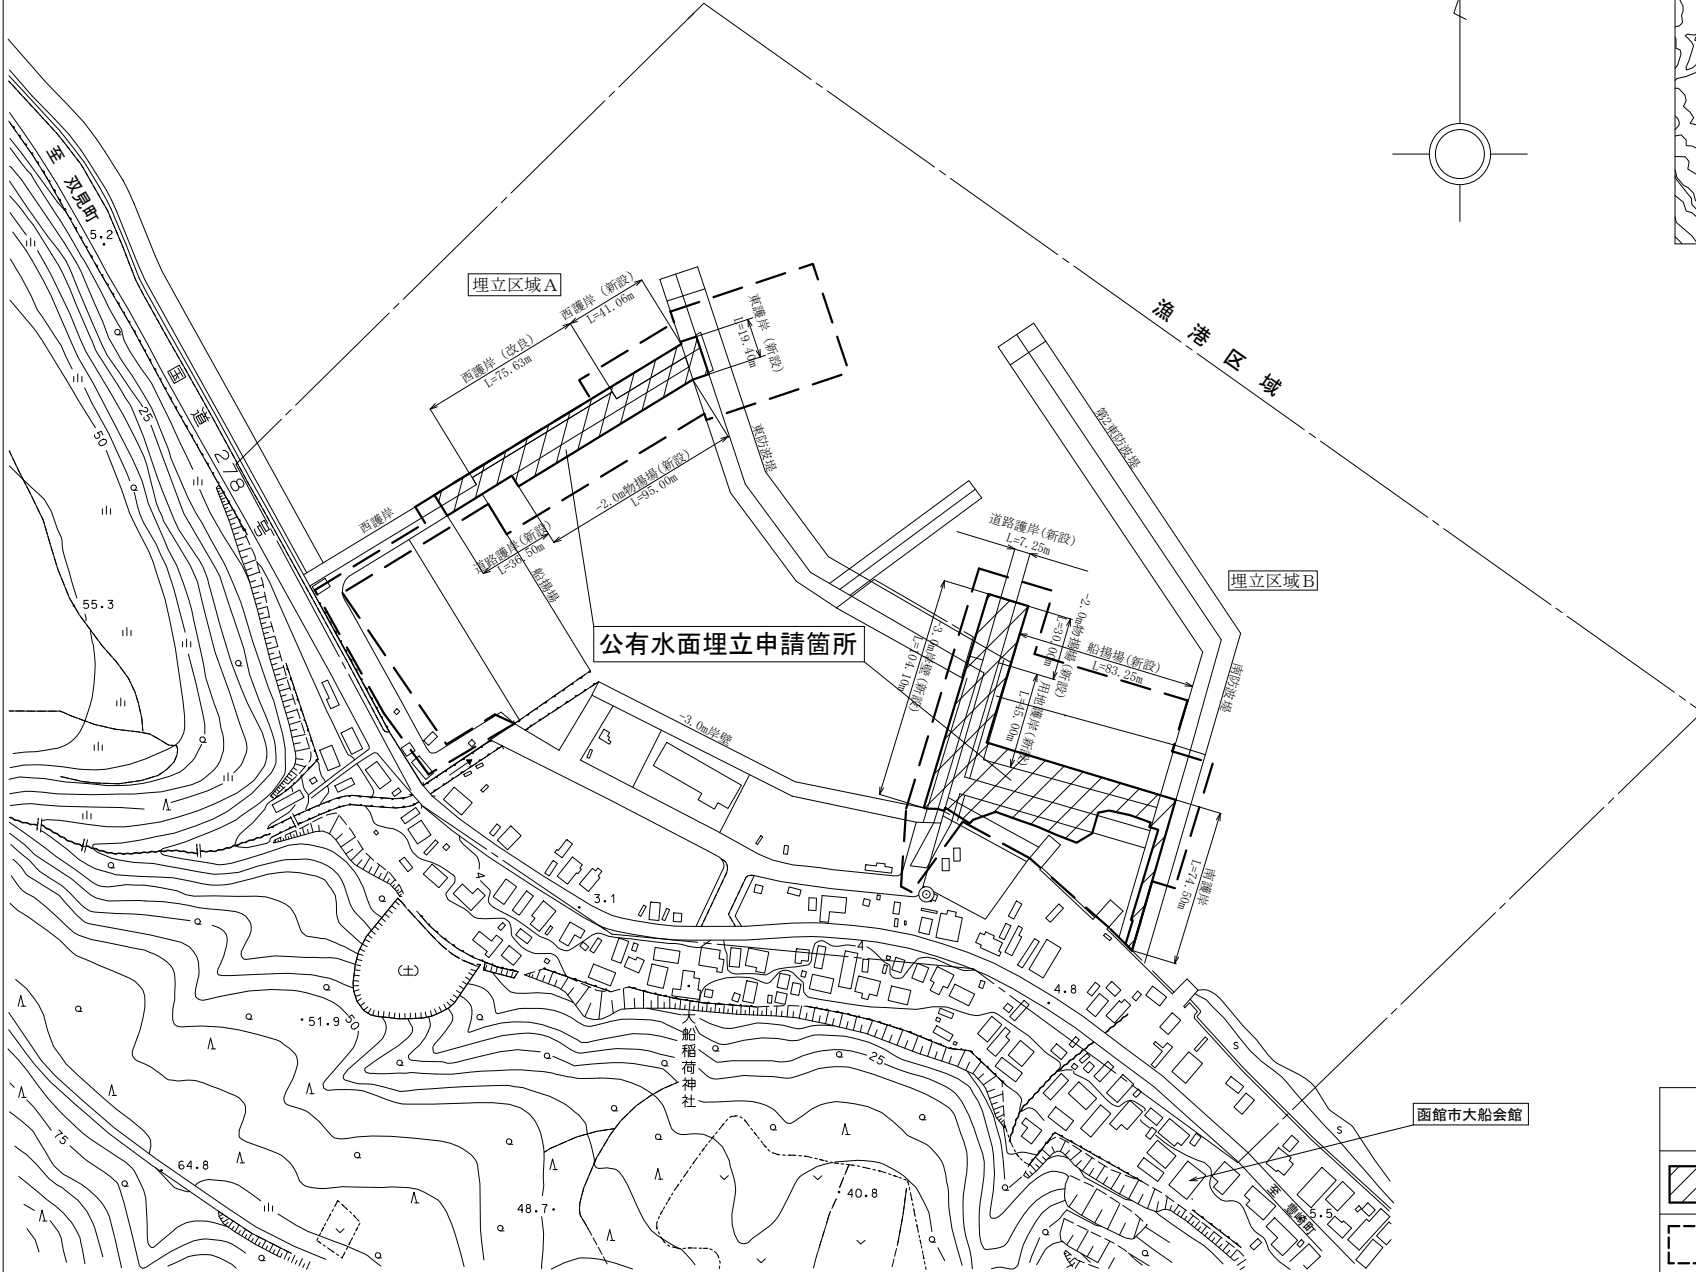 至 双見町
5.2
国道278号
50
25
55.3
埋立区域A
西護岸（改良）
L=75.63m
西護岸（新設）
L=41.06m
東護岸（新設）
L=19.40m
東防波堤
-2.0m物揚場(新設)
L=95.00m
西護岸
道路護岸(新設)
L=36.50m
船揚場
公有水面埋立申請箇所
-3.0m岸壁
漁港区域
第2東防波堤
道路護岸(新設)
L=7.25m
埋立区域B
-2.0m物揚場(新設)
L=30.00m
船揚場(新設)
L=83.25m
-3.0m岸壁(新設)
L=104.10m
用地護岸(新設)
L=45.00m
南防波堤
南護岸
L=74.50m
4
3.1
4
(土)
4.8
51.9
50
大船稲荷神社
25
s
s
函館市大船会館
75
64.8
48.7
40.8
至 豊崎町
5.5